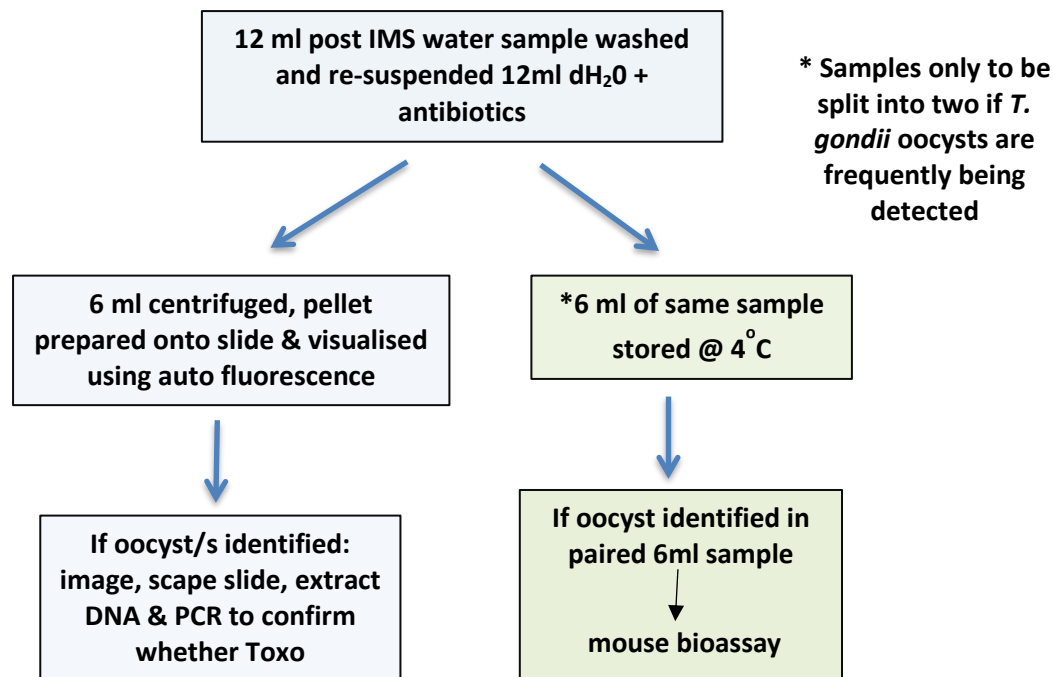 12 ml post IMS water sample washed
and re-suspended 12ml dH₂0 +
antibiotics
* Samples only to be
split into two if T.
gondii oocysts are
frequently being
detected
6 ml centrifuged, pellet
prepared onto slide & visualised
using auto fluorescence
*6 ml of same sample
stored @ 4°C
If oocyst/s identified:
image, scape slide, extract
DNA & PCR to confirm
whether Toxo
If oocyst identified in
paired 6ml sample
mouse bioassay